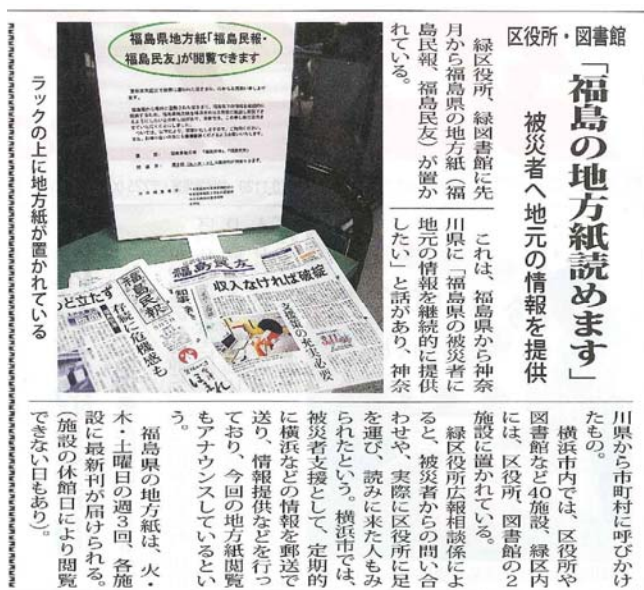 区役所・図書館
「福島の地方紙読めます」
被災者へ地元の情報を提供
緑区役所、緑図書館に先
月から福島県の地方紙（福
島民報、福島民友）が置か
れている。
これは、福島県から神奈
川県に「福島県の被災者に
地元の情報を継続的に提供
したい」と話があり、神奈
川県から市町村に呼びかけ
たもの。
横浜市内では、区役所や
図書館など40施設、緑区内
には、区役所、図書館の2
施設に置かれている。
緑区役所広報相談係によ
ると、被災者からの問い合
わせや、実際に区役所に足
を運び、読みに来た人もみ
られたという。横浜市では、
被災者支援として、定期的
に横浜などの情報を郵送で
送り、情報提供などを行っ
ており、今回の地方紙閲覧
もアナウンスしているとい
う。
福島県の地方紙は、火・
木・土曜日の週3回、各施
設に最新刊が届けられる。
（施設の休館日により閲覧
できない日もあり）。
福島県地方紙「福島民報・
福島民友」が閲覧できます
福島民友
収入なければ破綻
支援策の充実必要
福島民報
存続に危機感も
ラックの上に地方紙が置かれている